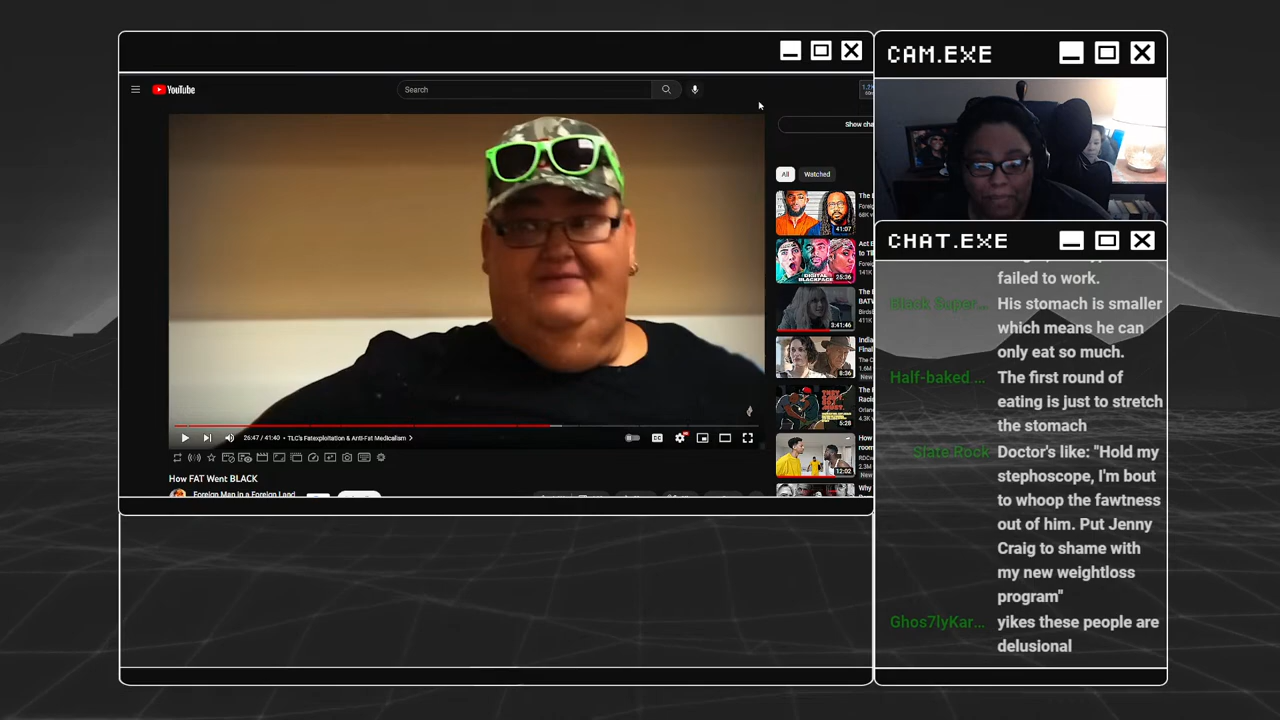 CAM.EXE
YouTube
Search
Show cha
All
Watched
41:07
25:36
3:41:46
8:36
5:28
12:02
26:47 / 41:40 • TLC's Fatexploitation & Anti-Fat Medicalism
How FAT Went BLACK
Foreign Men in a Foreign Land
CHAT.EXE
failed to work.
Black Super... His stomach is smaller
which means he can
only eat so much.
Half-baked ... The first round of
eating is just to stretch
the stomach
Slate Rock Doctor's like: "Hold my
stephoscope, I'm bout
to whoop the fawtness
out of him. Put Jenny
Craig to shame with
my new weightloss
program"
Ghos7lyKar... yikes these people are
delusional